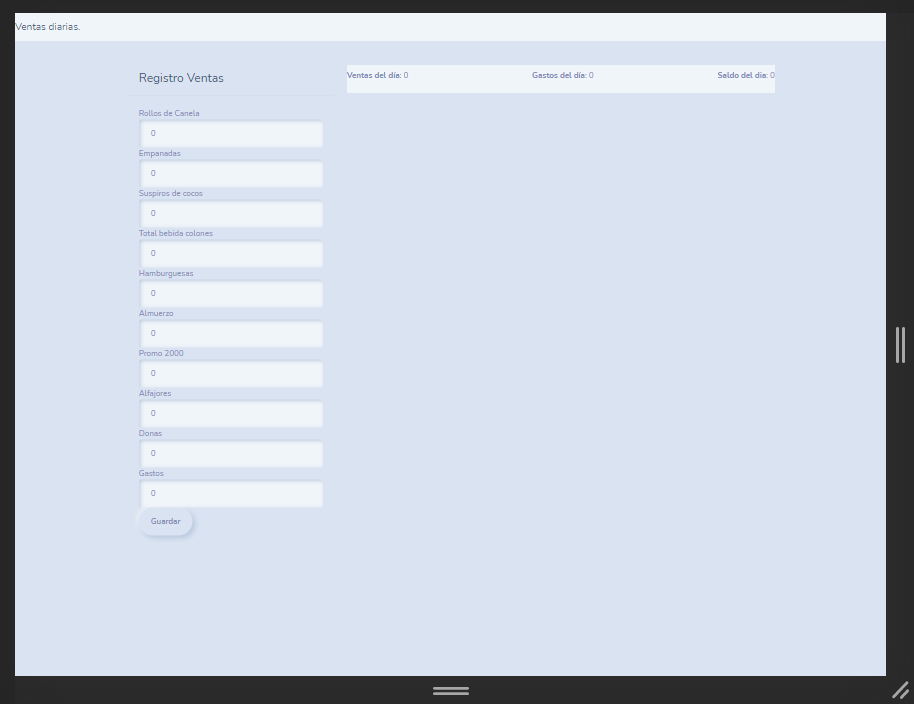 Ventas diarias.
Registro Ventas
Ventas del día: 0 Gastos del día: 0 Saldo del día: 0
Rollos de Canela
0
Empanadas
0
Suspiros de cocos
0
Total bebida colones
0
Hamburguesas
0
Almuerzo
0
Promo 2000
0
Alfajores
0
Donas
0
Gastos
0
Guardar